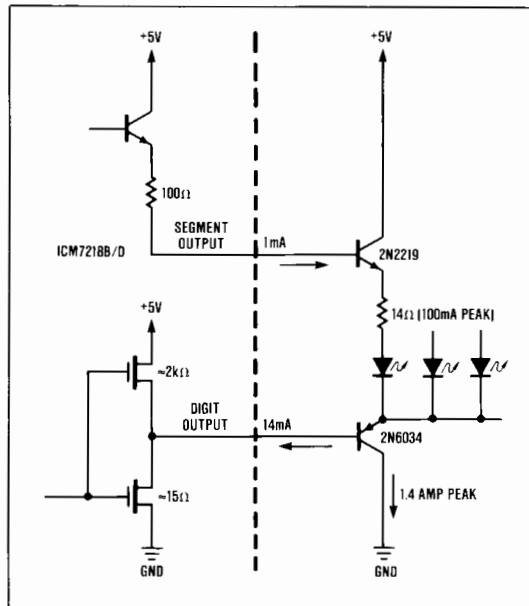 +5V
+5V
100Ω
SEGMENT
OUTPUT
1mA
ICM7218B/D
2N2219
+5V
14Ω (100mA PEAK)
≈2kΩ
DIGIT
OUTPUT
14mA
2N6034
≈15Ω
1.4 AMP PEAK
GND
GND